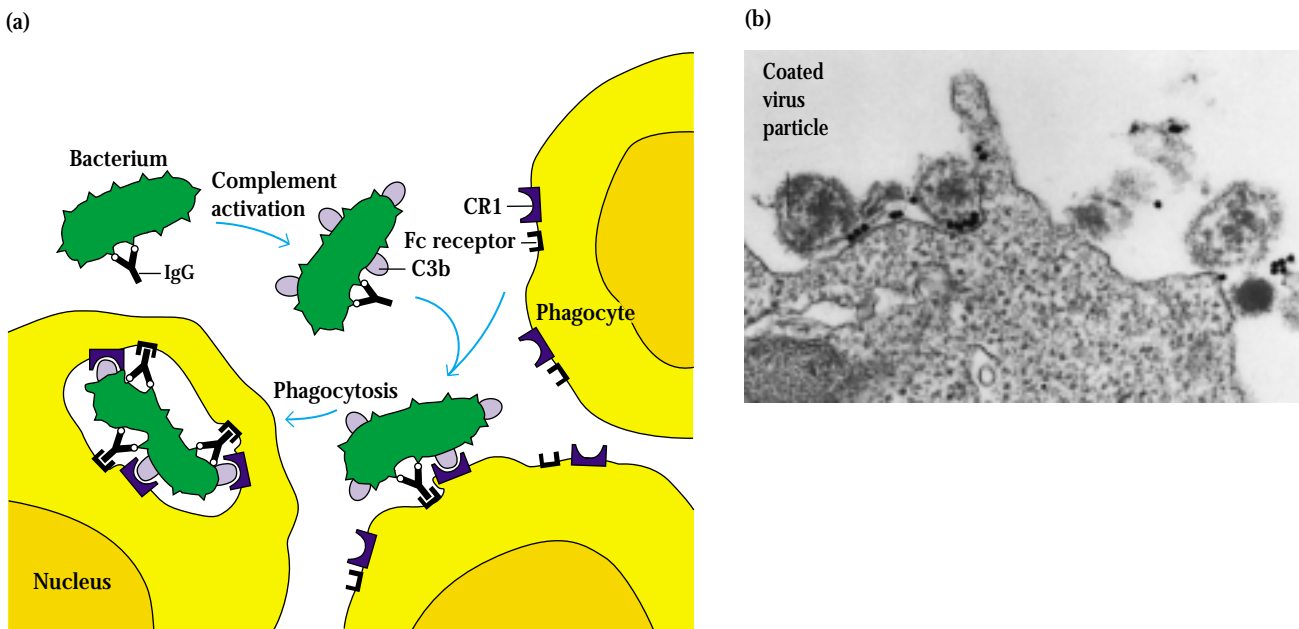 (a)
Bacterium
Complement
activation
IgG
CR1
Fc receptor
C3b
Phagocyte
Phagocytosis
Nucleus
(b)
Coated
virus
particle